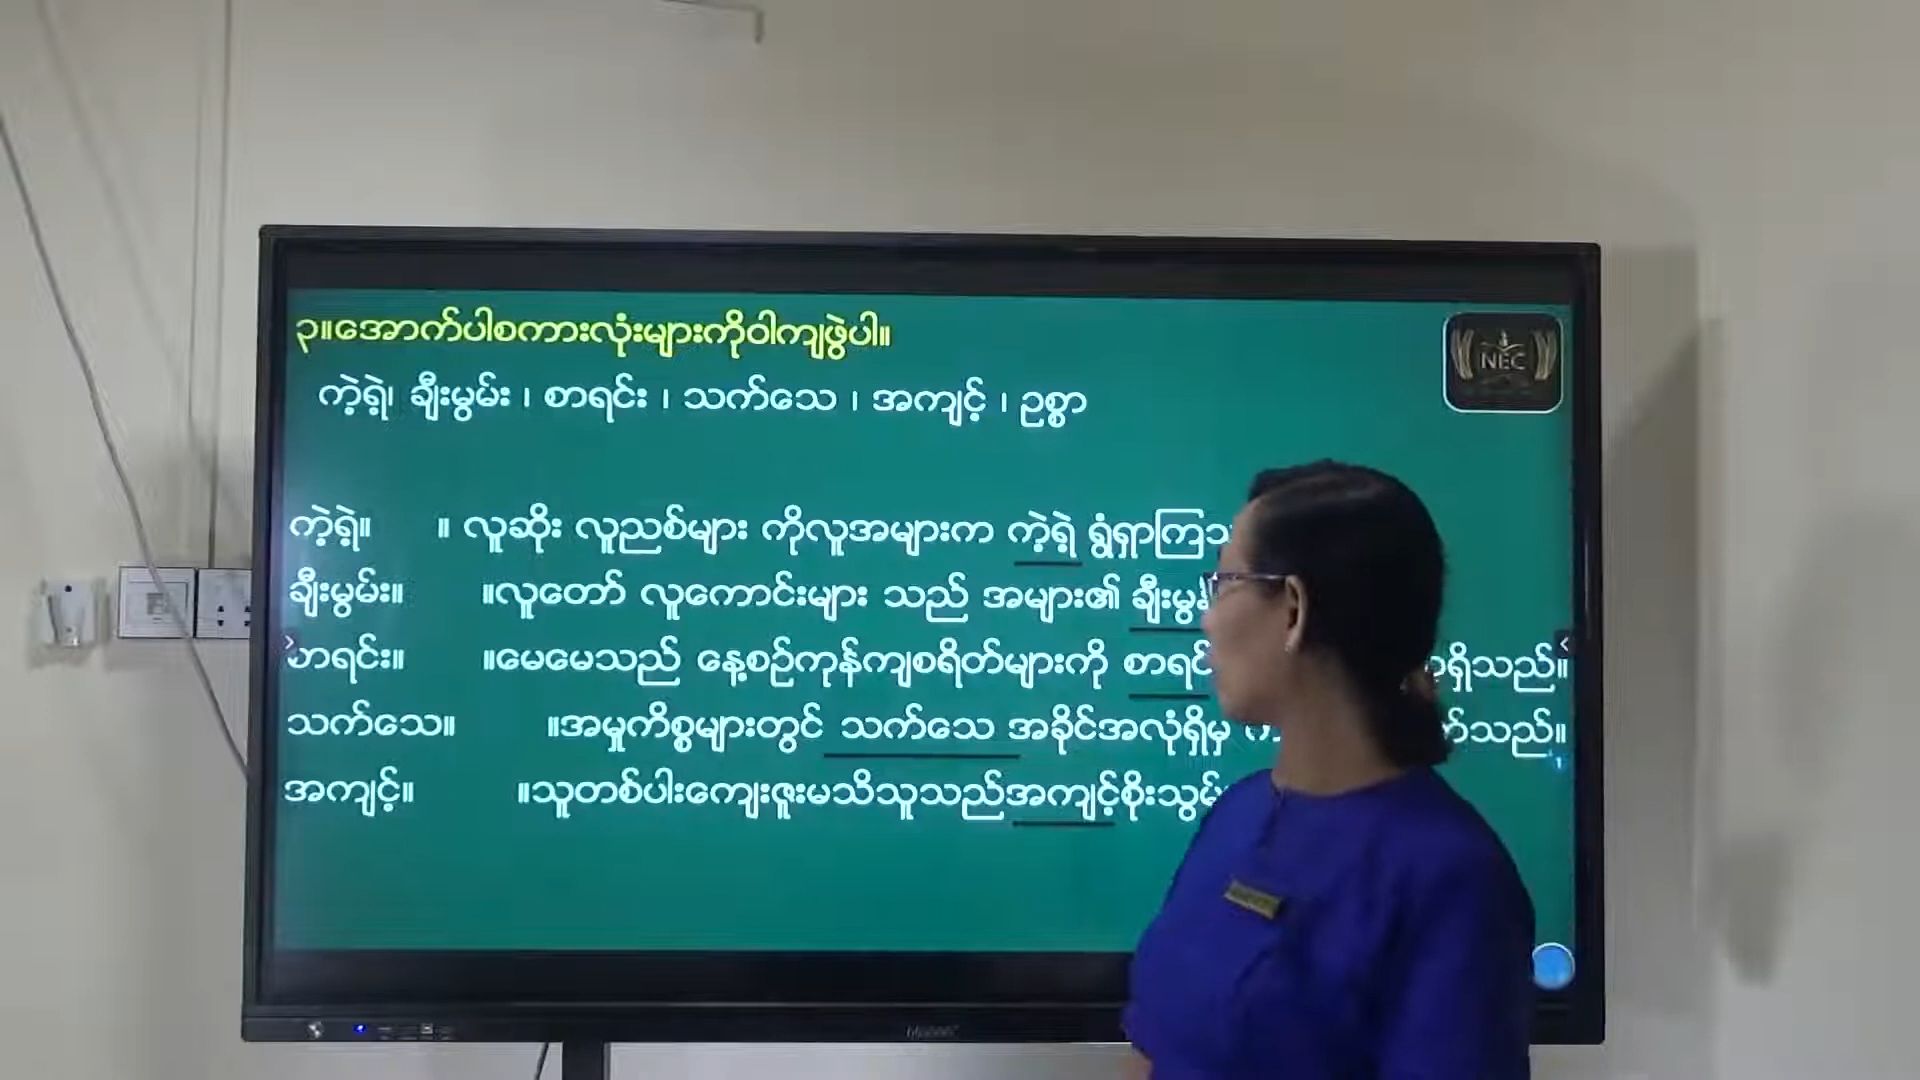 ၃။အောက်ပါစကားလုံးများကိုဝါကျဖွဲ့ပါ။
NEC
ကဲ့ရဲ့၊ ချီးမွမ်း ၊ စာရင်း ၊ သက်သေ ၊ အကျင့် ၊ ဥစ္စာ
ကဲ့ရဲ့။ ။ လူဆိုး လူညစ်များ ကိုလူအများက ကဲ့ရဲ့ ရွံရှာကြ
ချီးမွမ်း။ ။လူတော် လူကောင်းများ သည် အများ၏
စာရင်း။ ။မေမေသည် နေ့စဉ်ကုန်ကျစရိတ်များကို ရှိသည်။
သက်သေ။ ။အမှုကိစ္စများတွင် သက်သေ အခိုင်အလုံရှိမှ
အကျင့်။ ။သူတစ်ပါးကျေးဇူးမသိသူသည်အကျင့်စိုးသွမ်း